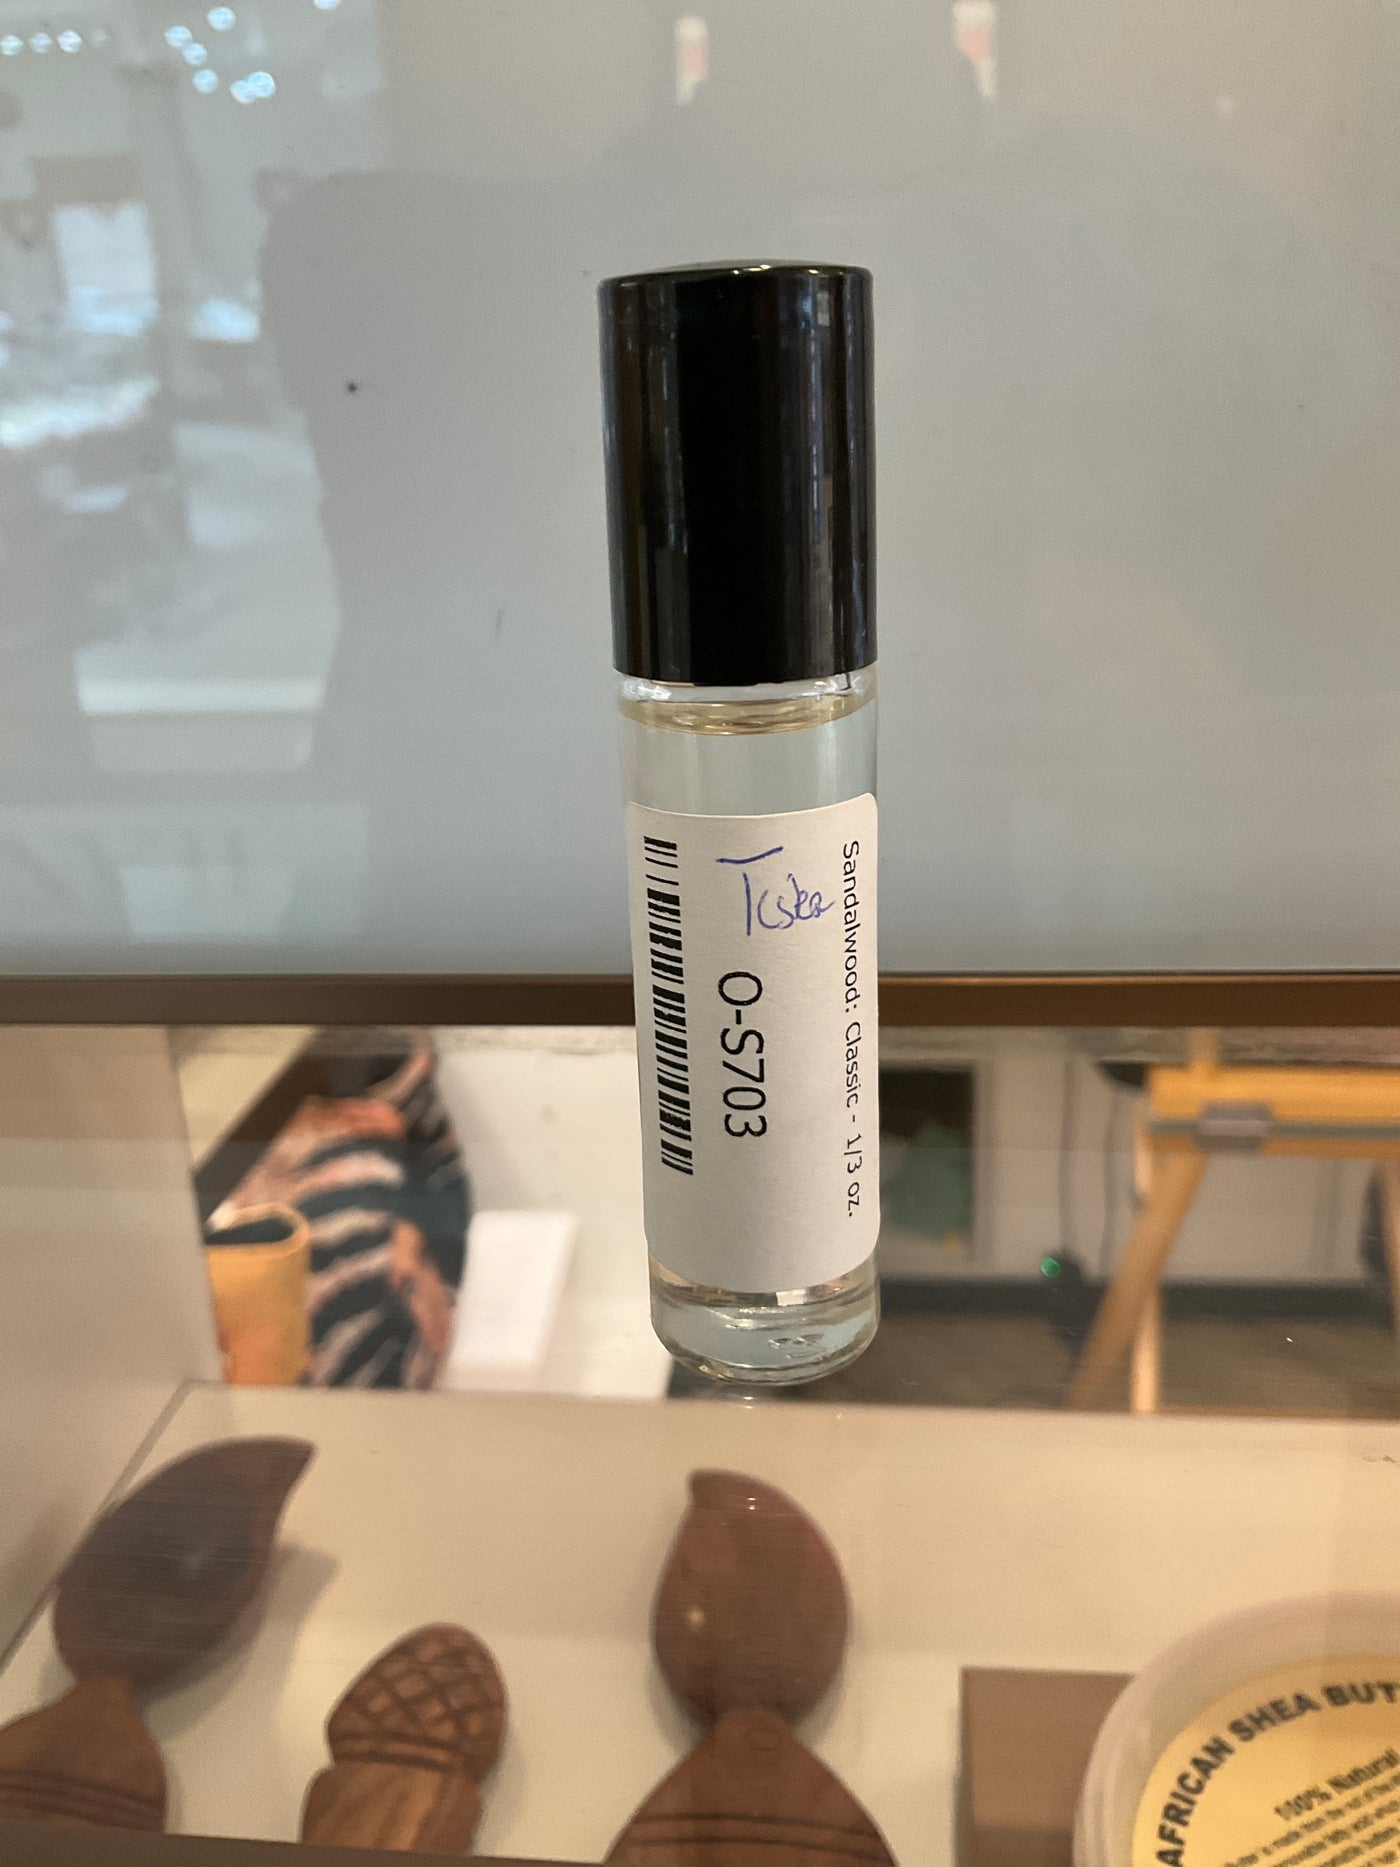 Sandalwood: Classic - 1/3 oz.
Tester
O-S703
AFRICAN SHEA BUT
100% Natural